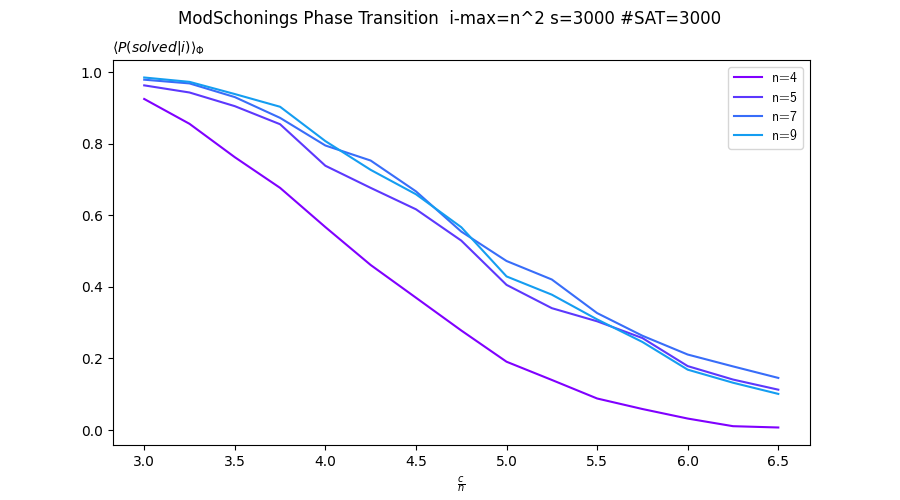 ModSchonings Phase Transition  i-max=n^2 s=3000 #SAT=3000
⟨P(solved|i)⟩Φ
1.0
0.8
0.6
0.4
0.2
0.0
n=4
n=5
n=7
n=9
3.0 3.5 4.0 4.5 5.0 5.5 6.0 6.5
c/n